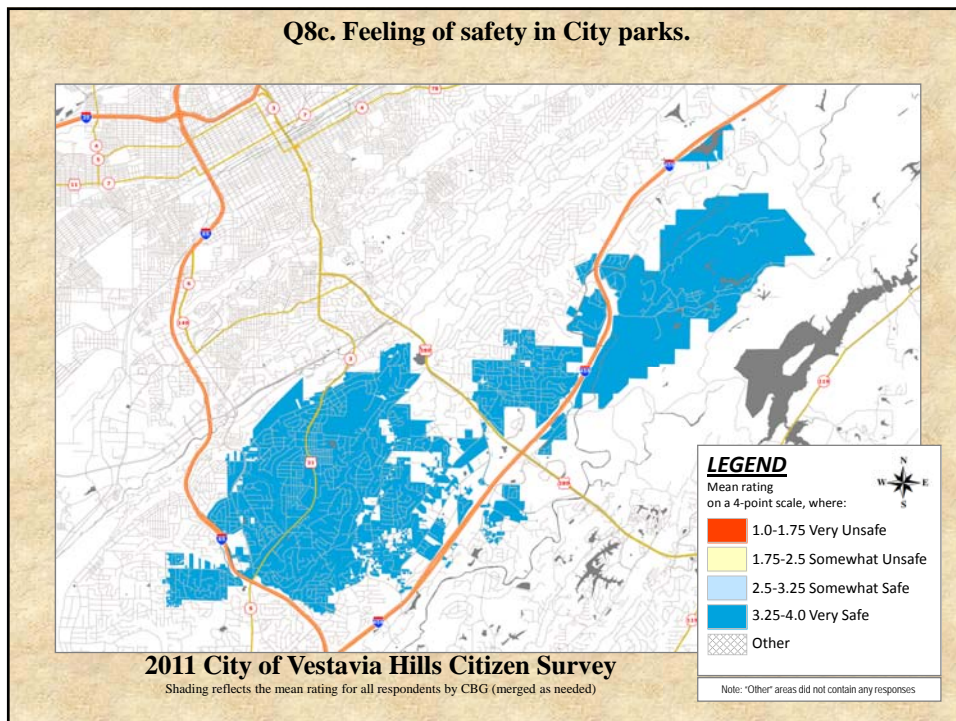 Q8c. Feeling of safety in City parks.
LEGEND
Mean rating
on a 4-point scale, where:
N
W E
S
1.0-1.75 Very Unsafe
1.75-2.5 Somewhat Unsafe
2.5-3.25 Somewhat Safe
3.25-4.0 Very Safe
Other
Note: "Other" areas did not contain any responses
2011 City of Vestavia Hills Citizen Survey
Shading reflects the mean rating for all respondents by CBG (merged as needed)